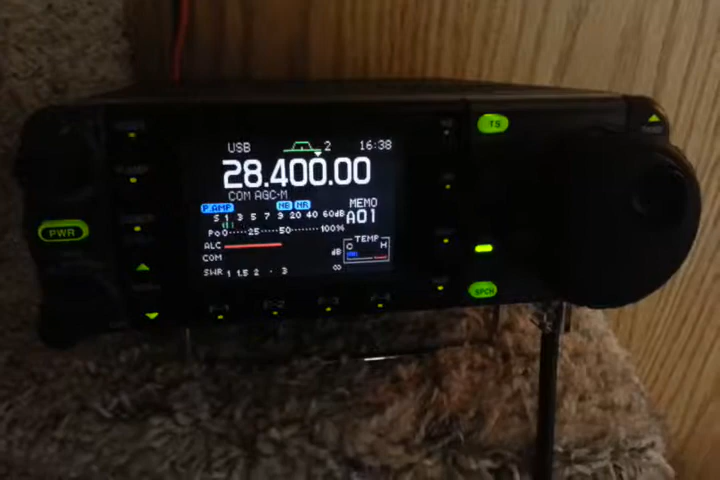 USB 2 16:38
TS
28.400.00
COM AGC-M
P.AMP NB NR
MEMO
A01
S 1 3 5 7 9 20 40 60dB
PWR
Po 0 25 50 100%
ALC
TEMP
C H
COM dB
SWR 1 1.5 2 3 ∞
SPCH